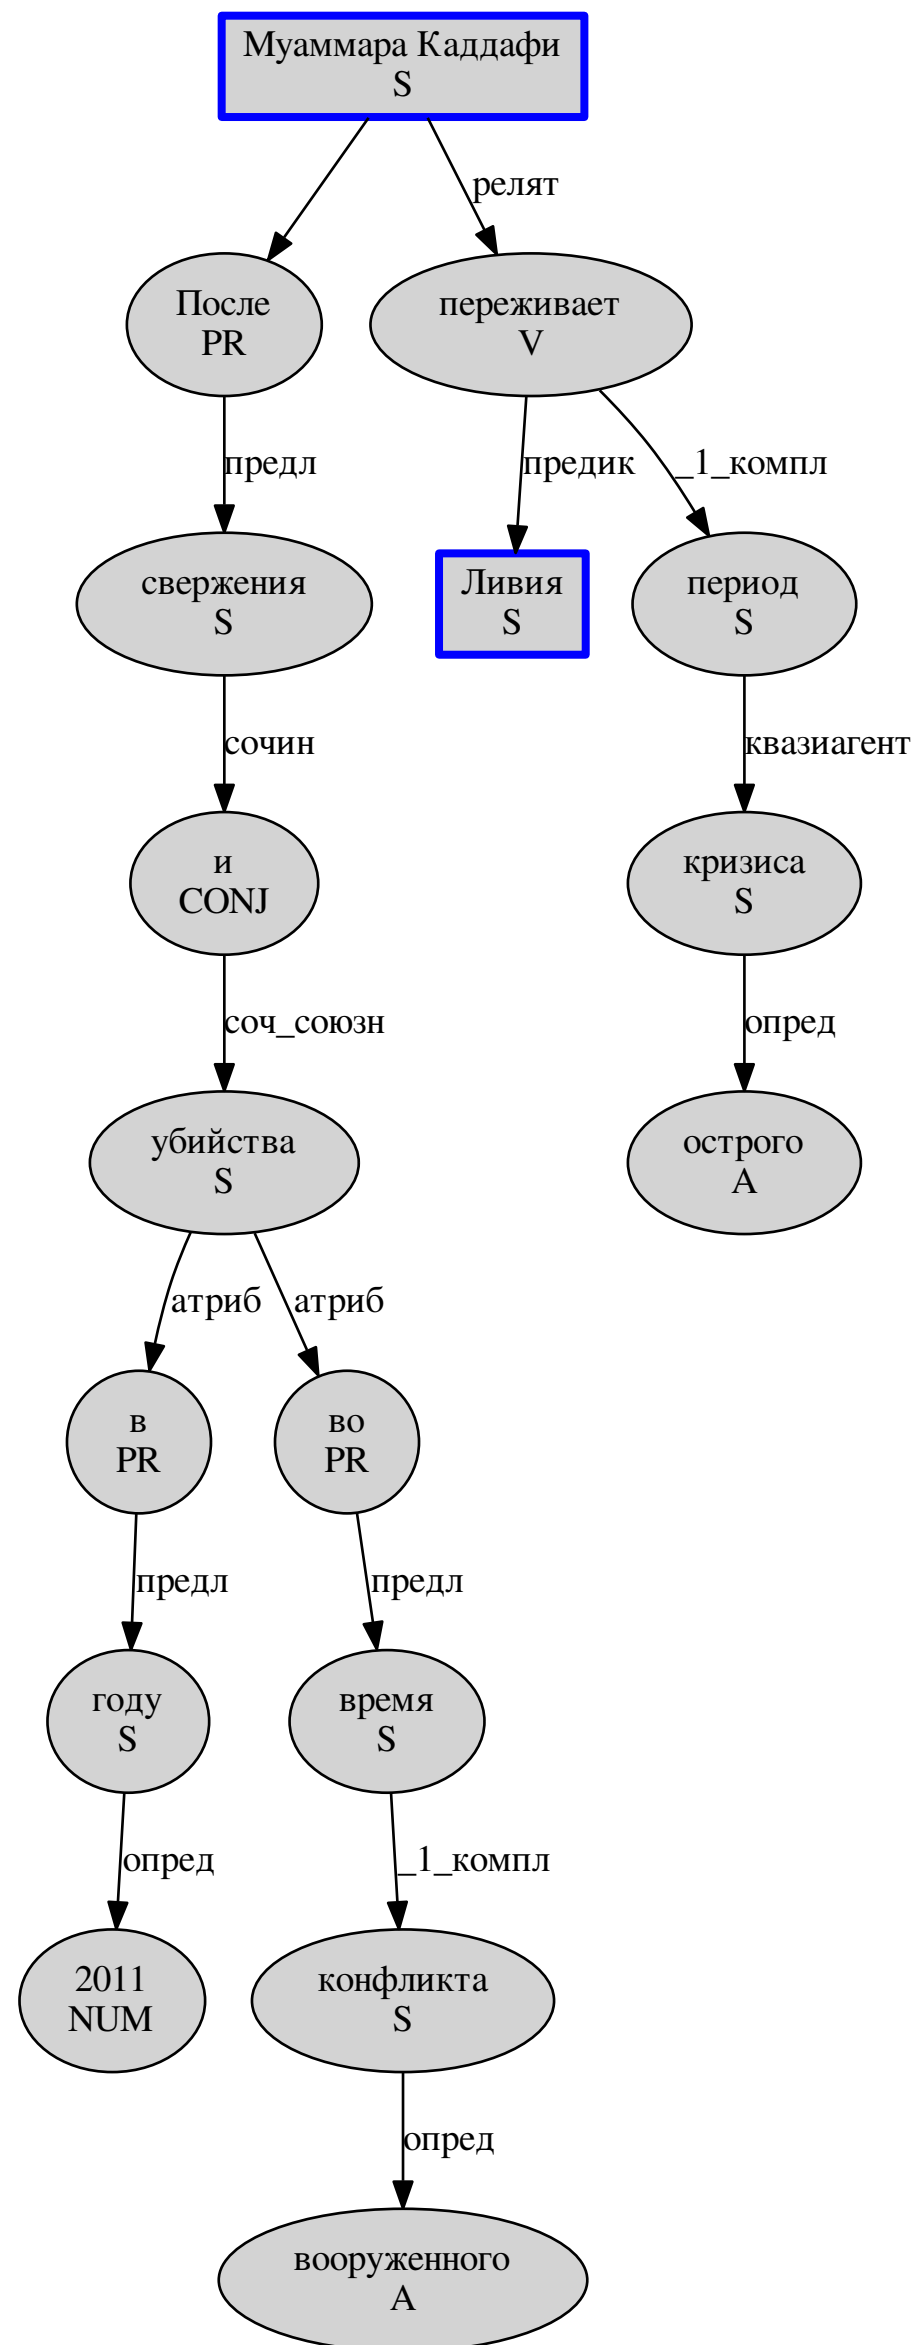 Муаммара Каддафи
S
релят
После
PR
переживает
V
предл
предик
_1_компл
свержения
S
Ливия
S
период
S
сочин
квазиагент
и
CONJ
кризиса
S
соч_союзн
опред
убийства
S
острого
A
атриб
атриб
в
PR
во
PR
предл
предл
году
S
время
S
опред
_1_компл
2011
NUM
конфликта
S
опред
вооруженного
A